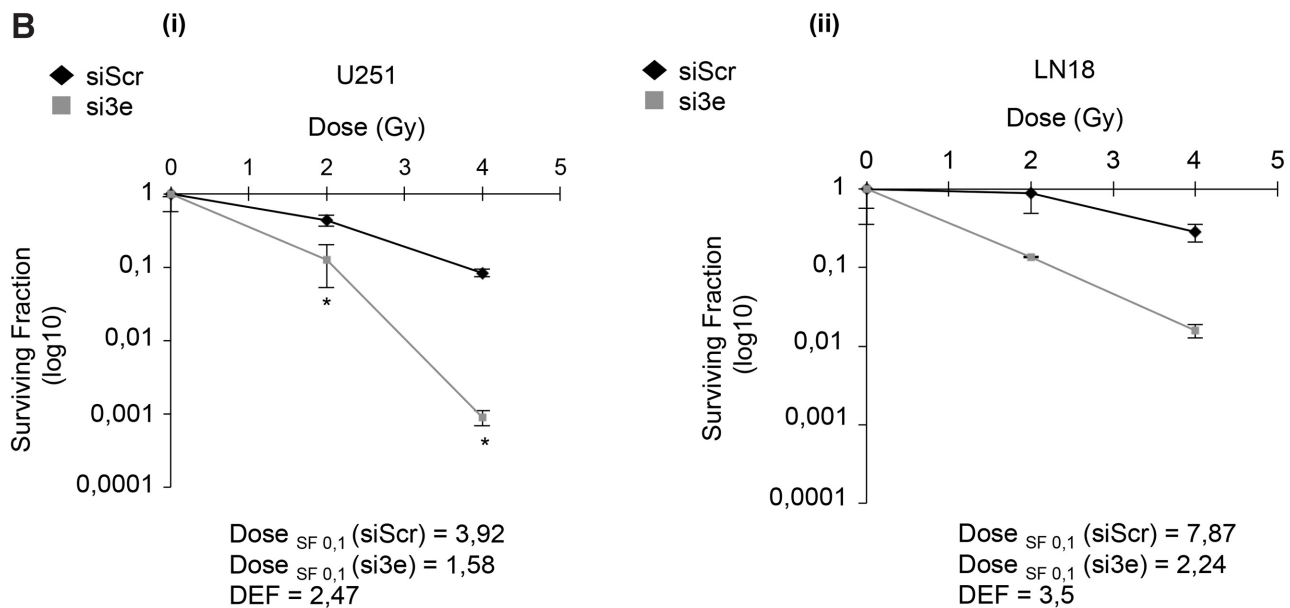 B
(i)
siScr
si3e
U251
Dose (Gy)
0 1 2 3 4 5
1
0,1
0,01
0,001
0,0001
Surviving Fraction
(log10)
*
*
Dose SF 0,1 (siScr) = 3,92
Dose SF 0,1 (si3e) = 1,58
DEF = 2,47
(ii)
siScr
si3e
LN18
Dose (Gy)
0 1 2 3 4 5
1
0,1
0,01
0,001
0,0001
Surviving Fraction
(log10)
Dose SF 0,1 (siScr) = 7,87
Dose SF 0,1 (si3e) = 2,24
DEF = 3,5